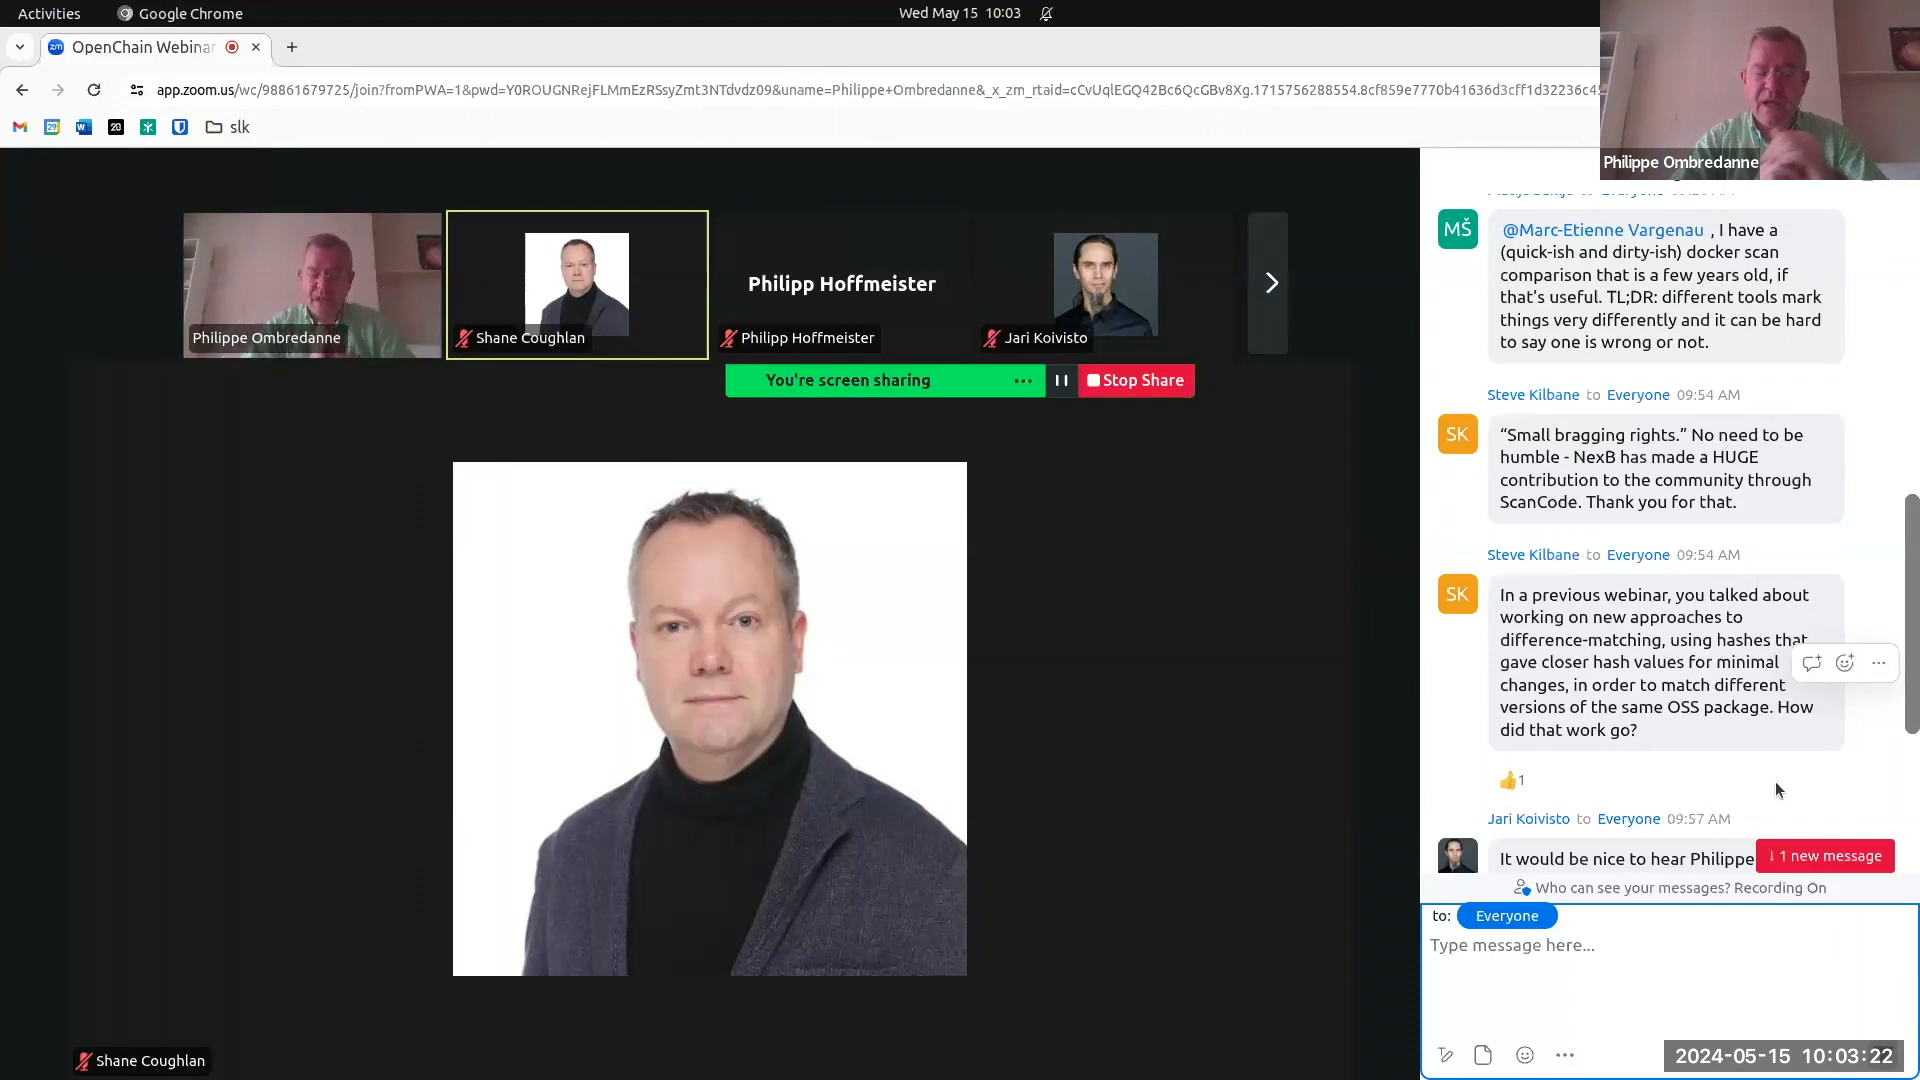 Activities
Google Chrome
Wed May 15 10:03
OpenChain Webinar
app.zoom.us/wc/98861679725/join?fromPWA=1&pwd=Y0ROUGNRejFLMmEzRSsyZmt3NTdvdz09&uname=Philippe+Ombredanne&_x_zm_rtaid=cCvUqlEGQ42Bc6QcGBv8Xg.1715756288554.8cf859e7770b41636d3cff1d32236c4
slk
Philippe Ombredanne
Philippe Ombredanne
Shane Coughlan
Philipp Hoffmeister
Philipp Hoffmeister
Jari Koivisto
You're screen sharing
Stop Share
Shane Coughlan
MŠ
@Marc-Etienne Vargenau , I have a
(quick-ish and dirty-ish) docker scan
comparison that is a few years old, if
that's useful. TL;DR: different tools mark
things very differently and it can be hard
to say one is wrong or not.
Steve Kilbane to Everyone 09:54 AM
SK
“Small bragging rights.” No need to be
humble - NexB has made a HUGE
contribution to the community through
ScanCode. Thank you for that.
Steve Kilbane to Everyone 09:54 AM
SK
In a previous webinar, you talked about
working on new approaches to
difference-matching, using hashes that
gave closer hash values for minimal
changes, in order to match different
versions of the same OSS package. How
did that work go?
1
Jari Koivisto to Everyone 09:57 AM
It would be nice to hear Philippe
1 new message
Who can see your messages? Recording On
to: Everyone
Type message here...
2024-05-15 10:03:22